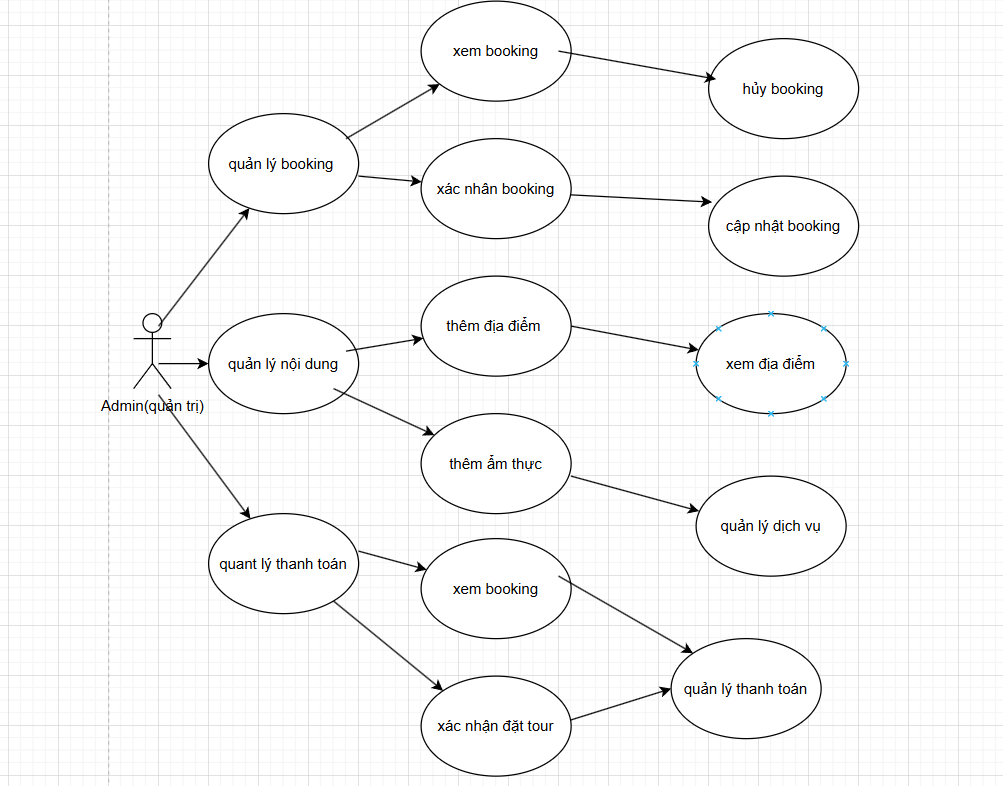 xem booking
hủy booking
quản lý booking
xác nhân booking
cập nhật booking
thêm địa điểm
quản lý nội dung
xem địa điểm
Admin(quản trị)
thêm ẩm thực
quản lý dịch vụ
quant lý thanh toán
xem booking
quản lý thanh toán
xác nhận đặt tour